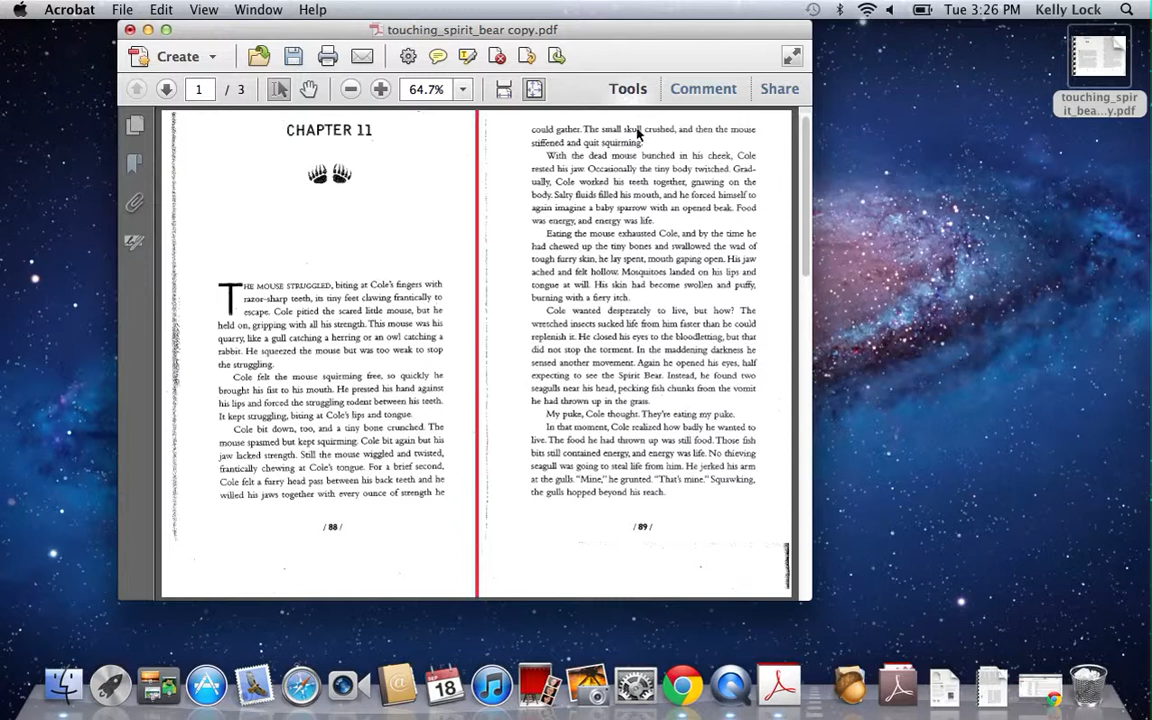 Acrobat File Edit View Window Help Tue 3:26 PM Kelly Lock
touching_spirit_bear copy.pdf
Create
1 / 3 64.7% Tools Comment Share
touching_spir
it_bea...y.pdf
CHAPTER 11
THE MOUSE STRUGGLED, biting at Cole's fingers with
razor-sharp teeth, its tiny feet clawing frantically to
escape. Cole pitied the scared little mouse, but he
held on, gripping with all his strength. This mouse was his
quarry, like a gull catching a herring or an owl catching a
rabbit. He squeezed the mouse but was too weak to stop
the struggling.
Cole felt the mouse squirming free, so quickly he
brought his fist to his mouth. He pressed his hand against
his lips and forced the struggling rodent between his teeth.
It kept struggling, biting at Cole's lips and tongue.
Cole bit down, too, and a tiny bone crunched. The
mouse spasmed but kept squirming. Cole bit again but his
jaw lacked strength. Still the mouse wiggled and twisted,
frantically chewing at Cole's tongue. For a brief second,
Cole felt a furry head pass between his back teeth and he
willed his jaws together with every ounce of strength he
/ 88 /
could gather. The small skull crushed, and then the mouse
stiffened and quit squirming.
With the dead mouse bunched in his cheek, Cole
rested his jaw. Occasionally the tiny body twitched. Grad-
ually, Cole worked his teeth together, gnawing on the
body. Salty fluids filled his mouth, and he forced himself to
again imagine a baby sparrow with an opened beak. Food
was energy, and energy was life.
Eating the mouse exhausted Cole, and by the time he
had chewed up the tiny bones and swallowed the wad of
tough furry skin, he lay spent, mouth gaping open. His jaw
ached and felt hollow. Mosquitoes landed on his lips and
tongue at will. His skin had become swollen and puffy,
burning with a fiery itch.
Cole wanted desperately to live, but how? The
wretched insects sucked life from him faster than he could
replenish it. He closed his eyes to the bloodletting, but that
did not stop the torment. In the maddening darkness he
sensed another movement. Again he opened his eyes, half
expecting to see the Spirit Bear. Instead, he found two
seagulls near his head, pecking fish chunks from the vomit
he had thrown up in the grass.
My puke, Cole thought. They're eating my puke.
In that moment, Cole realized how badly he wanted to
live. The food he had thrown up was still food. Those fish
bits still contained energy, and energy was life. No thieving
seagull was going to steal life from him. He jerked his arm
at the gulls. "Mine," he grunted. "That's mine." Squawking,
the gulls hopped beyond his reach.
/ 89 /
18